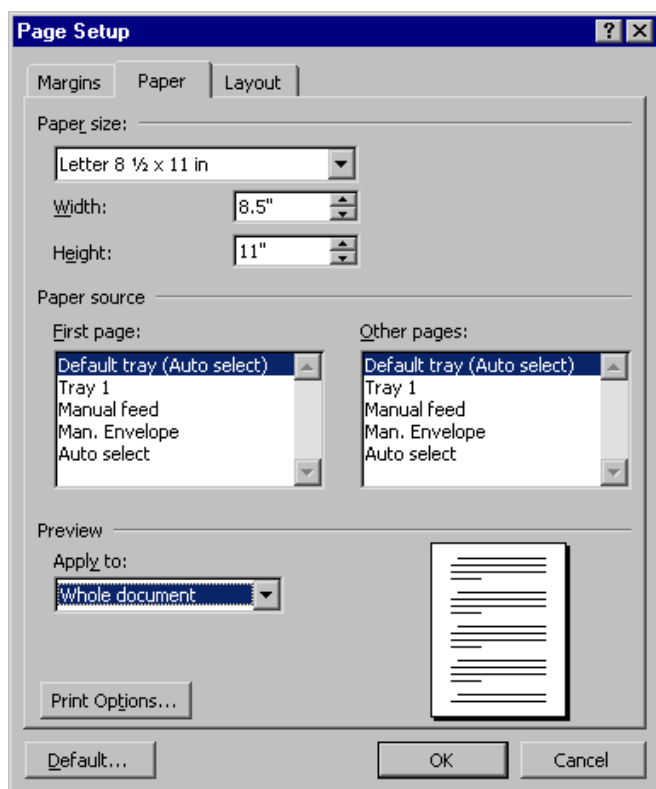 Page Setup
Margins Paper Layout
Paper size:
Letter 8 ½ x 11 in
Width: 8.5"
Height: 11"
Paper source
First page: Other pages:
Default tray (Auto select) Default tray (Auto select)
Tray 1 Tray 1
Manual feed Manual feed
Man. Envelope Man. Envelope
Auto select Auto select
Preview
Apply to:
Whole document
Print Options...
Default... OK Cancel